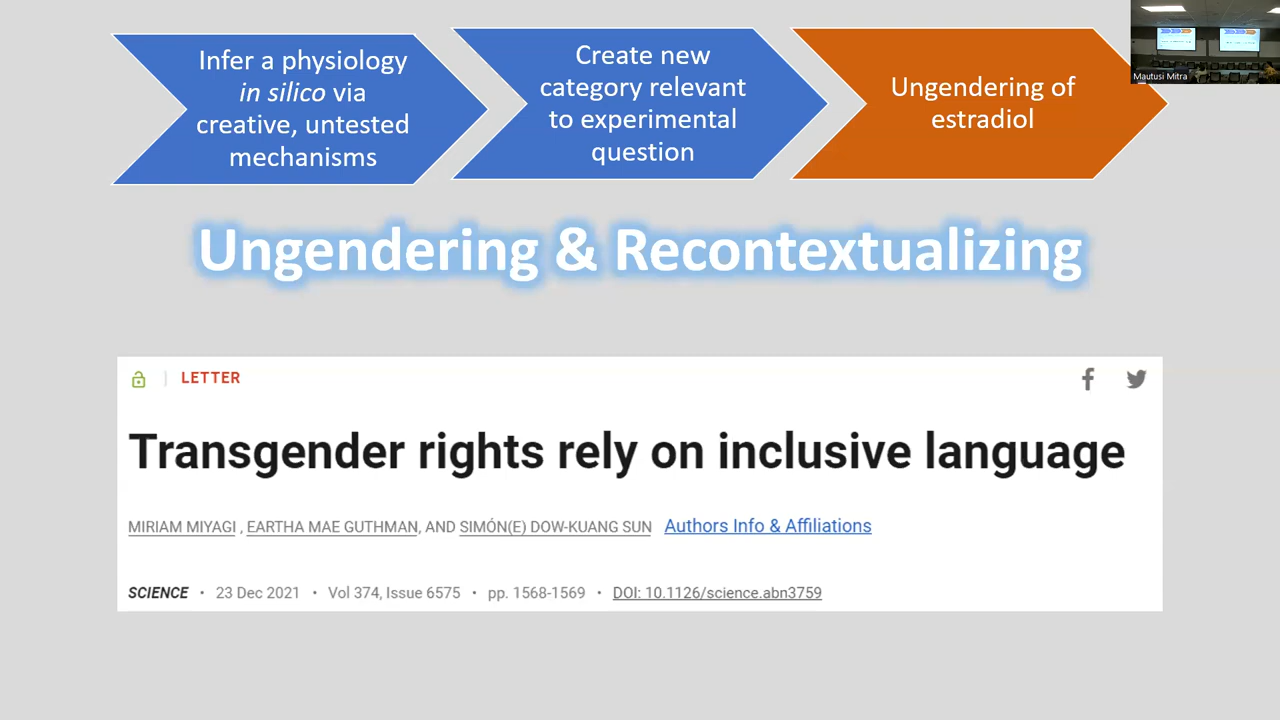 Infer a physiology
in silico via
creative, untested
mechanisms
Create new
category relevant
to experimental
question
Ungendering of
estradiol
Mautusi Mitra
Ungendering & Recontextualizing
LETTER
Transgender rights rely on inclusive language
MIRIAM MIYAGI , EARTHA MAE GUTHMAN, AND SIMÓN(E) DOW-KUANG SUN Authors Info & Affiliations
SCIENCE • 23 Dec 2021 • Vol 374, Issue 6575 • pp. 1568-1569 • DOI: 10.1126/science.abn3759